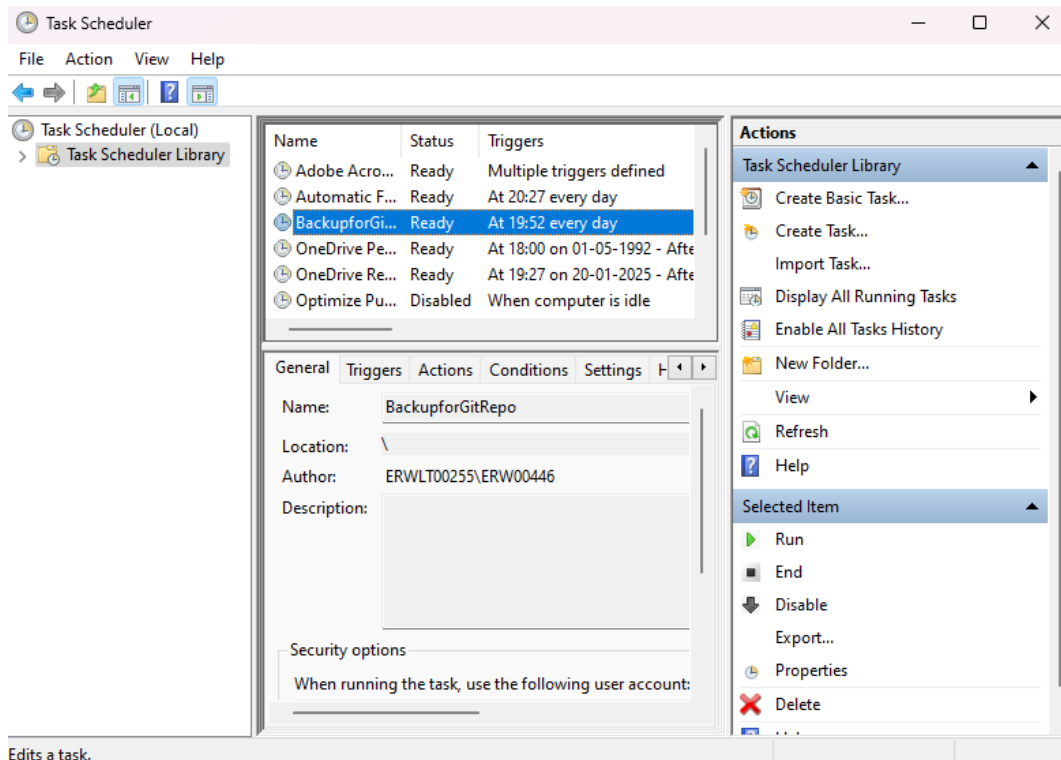 Task Scheduler
File Action View Help
Task Scheduler (Local)
Task Scheduler Library
Name Status Triggers
Adobe Acro... Ready Multiple triggers defined
Automatic F... Ready At 20:27 every day
BackupforGi... Ready At 19:52 every day
OneDrive Pe... Ready At 18:00 on 01-05-1992 - Afte
OneDrive Re... Ready At 19:27 on 20-01-2025 - Afte
Optimize Pu... Disabled When computer is idle
General Triggers Actions Conditions Settings
Name: BackupforGitRepo
Location: \
Author: ERWLT00255\ERW00446
Description:
Security options
When running the task, use the following user account:
Actions
Task Scheduler Library
Create Basic Task...
Create Task...
Import Task...
Display All Running Tasks
Enable All Tasks History
New Folder...
View
Refresh
Help
Selected Item
Run
End
Disable
Export...
Properties
Delete
Edits a task.